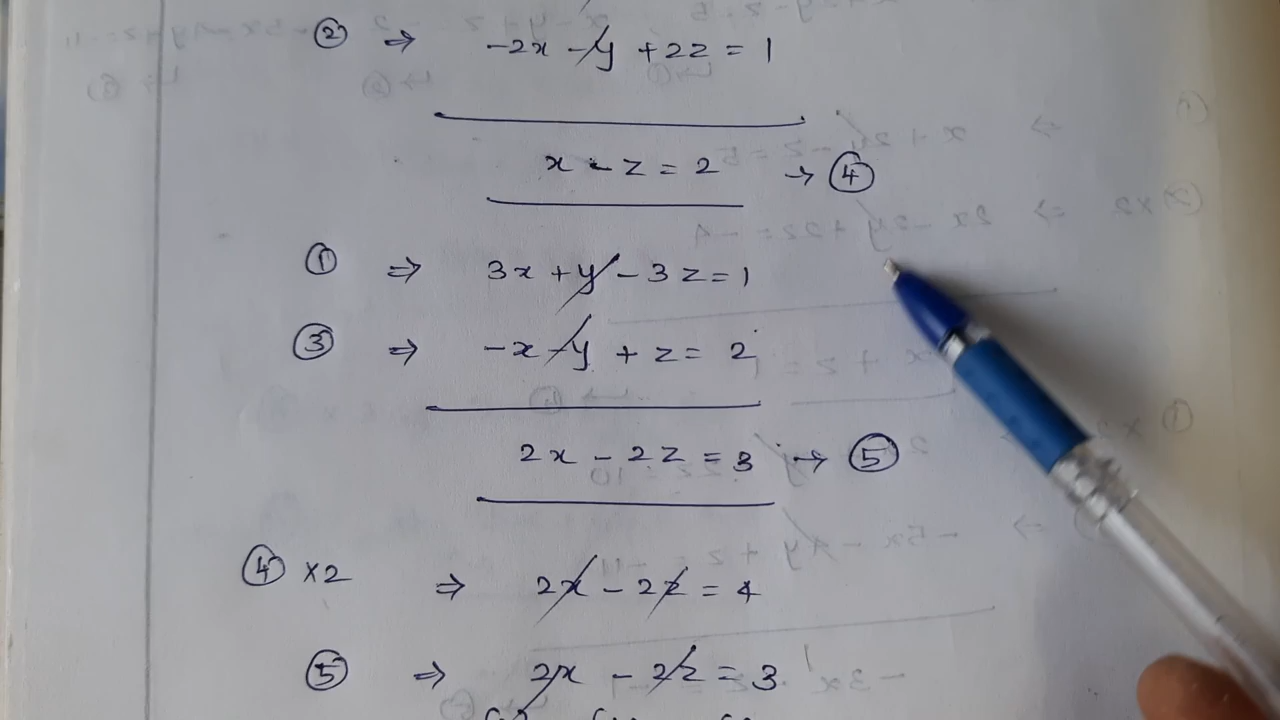 ② ⇒ -2x - y + 2z = 1
x - z = 2 → ④
① ⇒ 3x + y - 3z = 1
③ ⇒ -x - y + z = 2
2x - 2z = 3 → ⑤
④ ×2 ⇒ 2x - 2z = 4
⑤ ⇒ 2x - 2z = 3